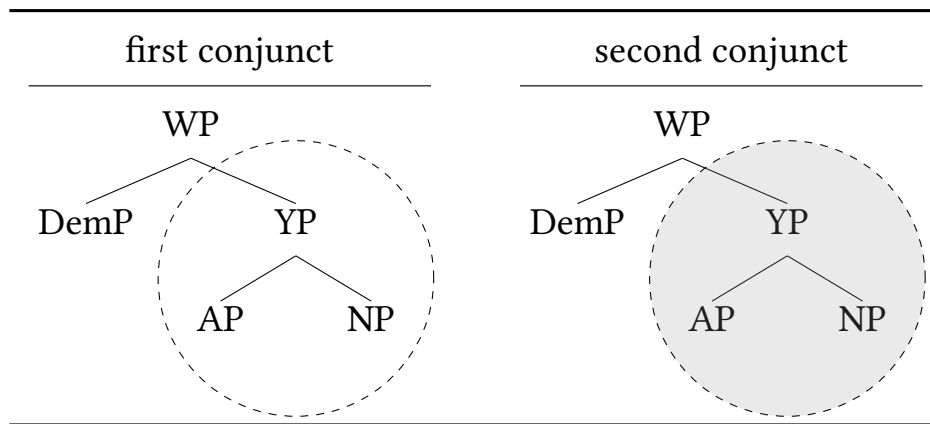 first conjunct second conjunct
WP WP
DemP YP DemP YP
AP NP AP NP